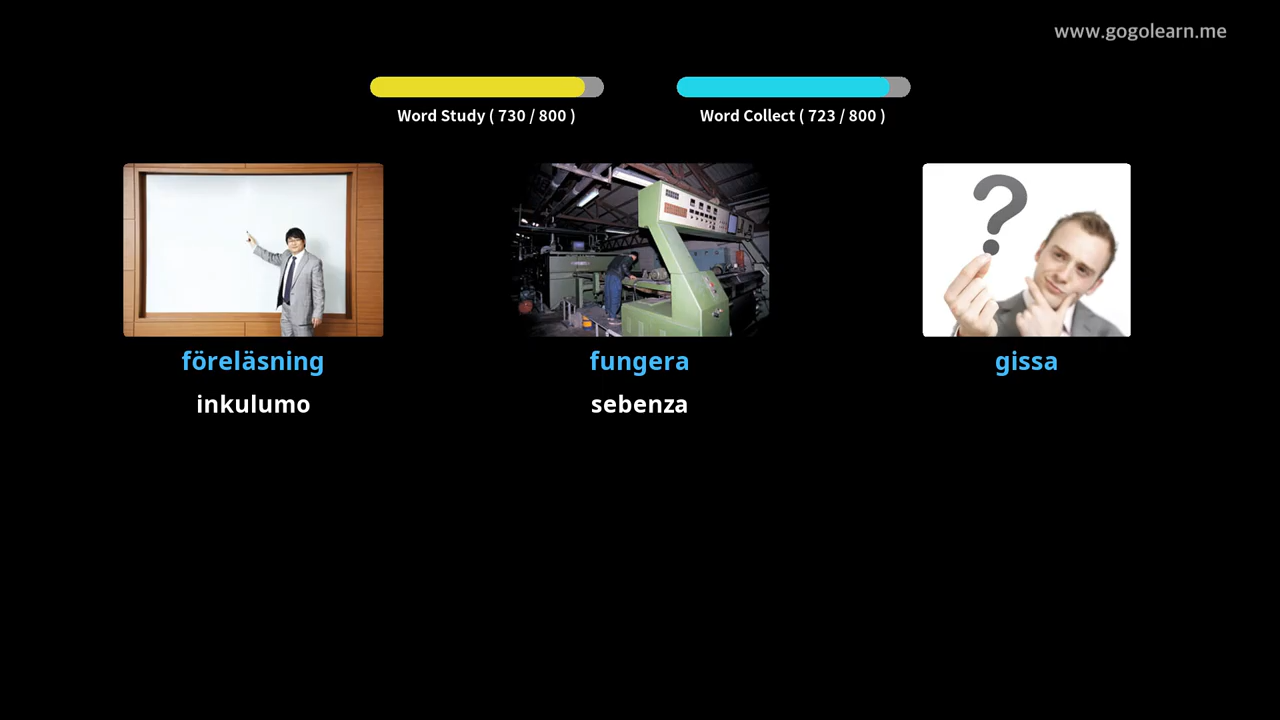 www.gogolearn.me
Word Study ( 730 / 800 )
Word Collect ( 723 / 800 )
föreläsning
fungera
gissa
inkulumo
sebenza